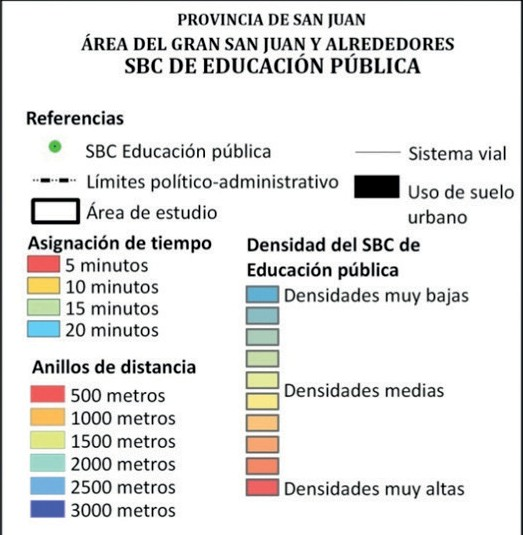 PROVINCIA DE SAN JUAN
ÁREA DEL GRAN SAN JUAN Y ALREDEDORES
SBC DE EDUCACIÓN PÚBLICA
Referencias
SBC Educación pública
Límites político-administrativo
Área de estudio
Sistema vial
Uso de suelo
urbano
Asignación de tiempo
5 minutos
10 minutos
15 minutos
20 minutos
Anillos de distancia
500 metros
1000 metros
1500 metros
2000 metros
2500 metros
3000 metros
Densidad del SBC de
Educación pública
Densidades muy bajas
Densidades medias
Densidades muy altas